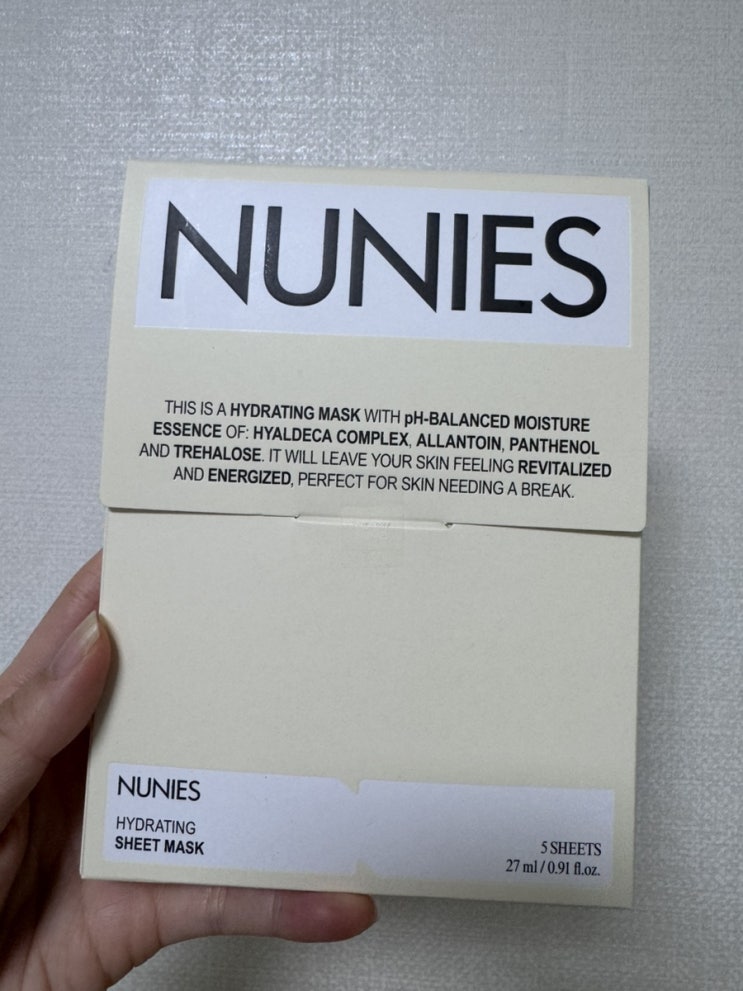 NUNIES
THIS IS A HYDRATING MASK WITH pH-BALANCED MOISTURE
ESSENCE OF: HYALDECA COMPLEX, ALLANTOIN, PANTHENOL
AND TREHALOSE. IT WILL LEAVE YOUR SKIN FEELING REVITALIZED
AND ENERGIZED, PERFECT FOR SKIN NEEDING A BREAK.
NUNIES
HYDRATING
SHEET MASK
5 SHEETS
27 ml / 0.91 fl.oz.